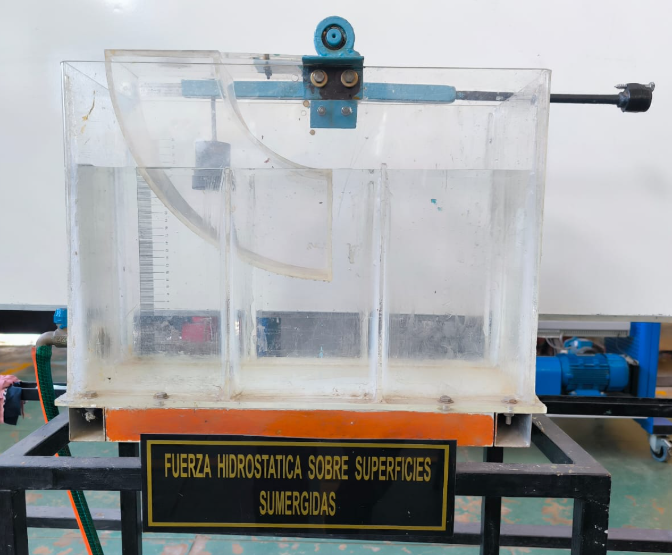 FUERZA HIDROSTATICA SOBRE SUPERFICIES
SUMERGIDAS